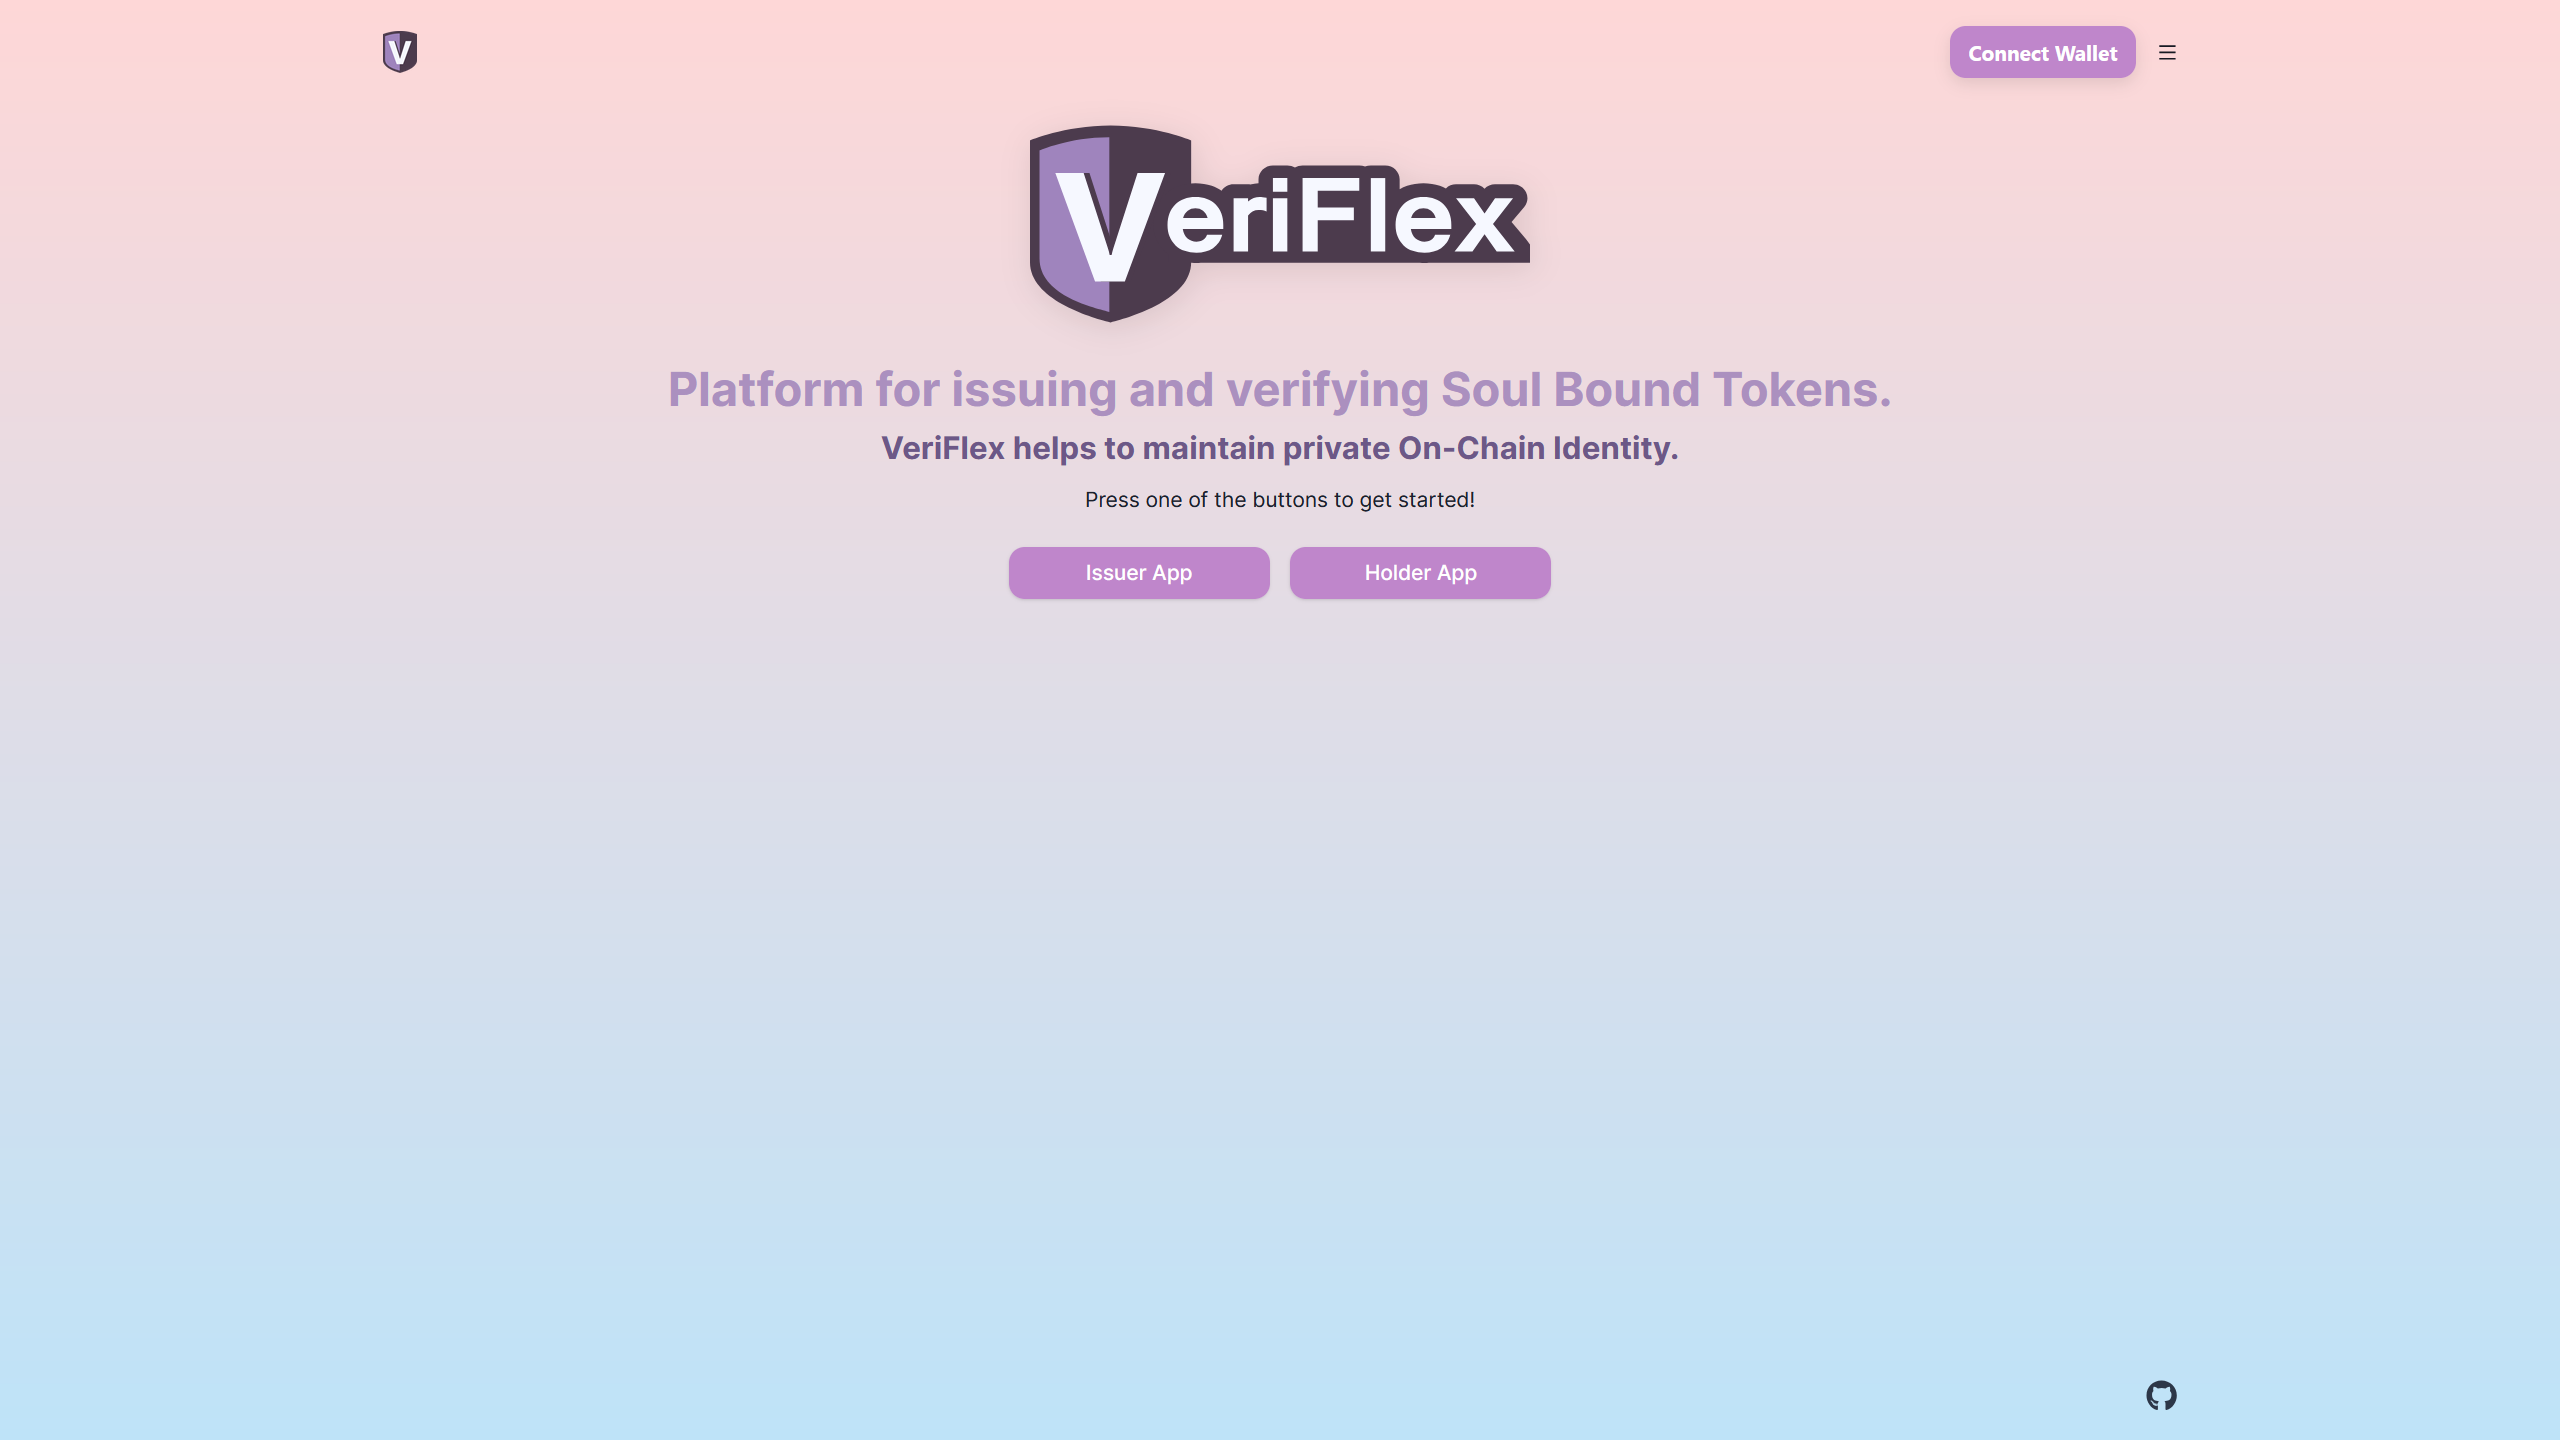 V
Connect Wallet
VeriFlex
Platform for issuing and verifying Soul Bound Tokens.
VeriFlex helps to maintain private On-Chain Identity.
Press one of the buttons to get started!
Issuer App
Holder App